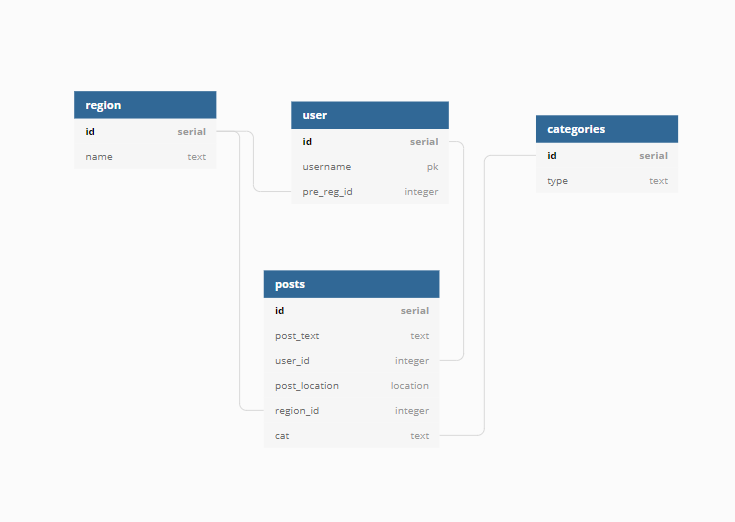 region
id serial
name text
user
id serial
username pk
pre_reg_id integer
categories
id serial
type text
posts
id serial
post_text text
user_id integer
post_location location
region_id integer
cat text